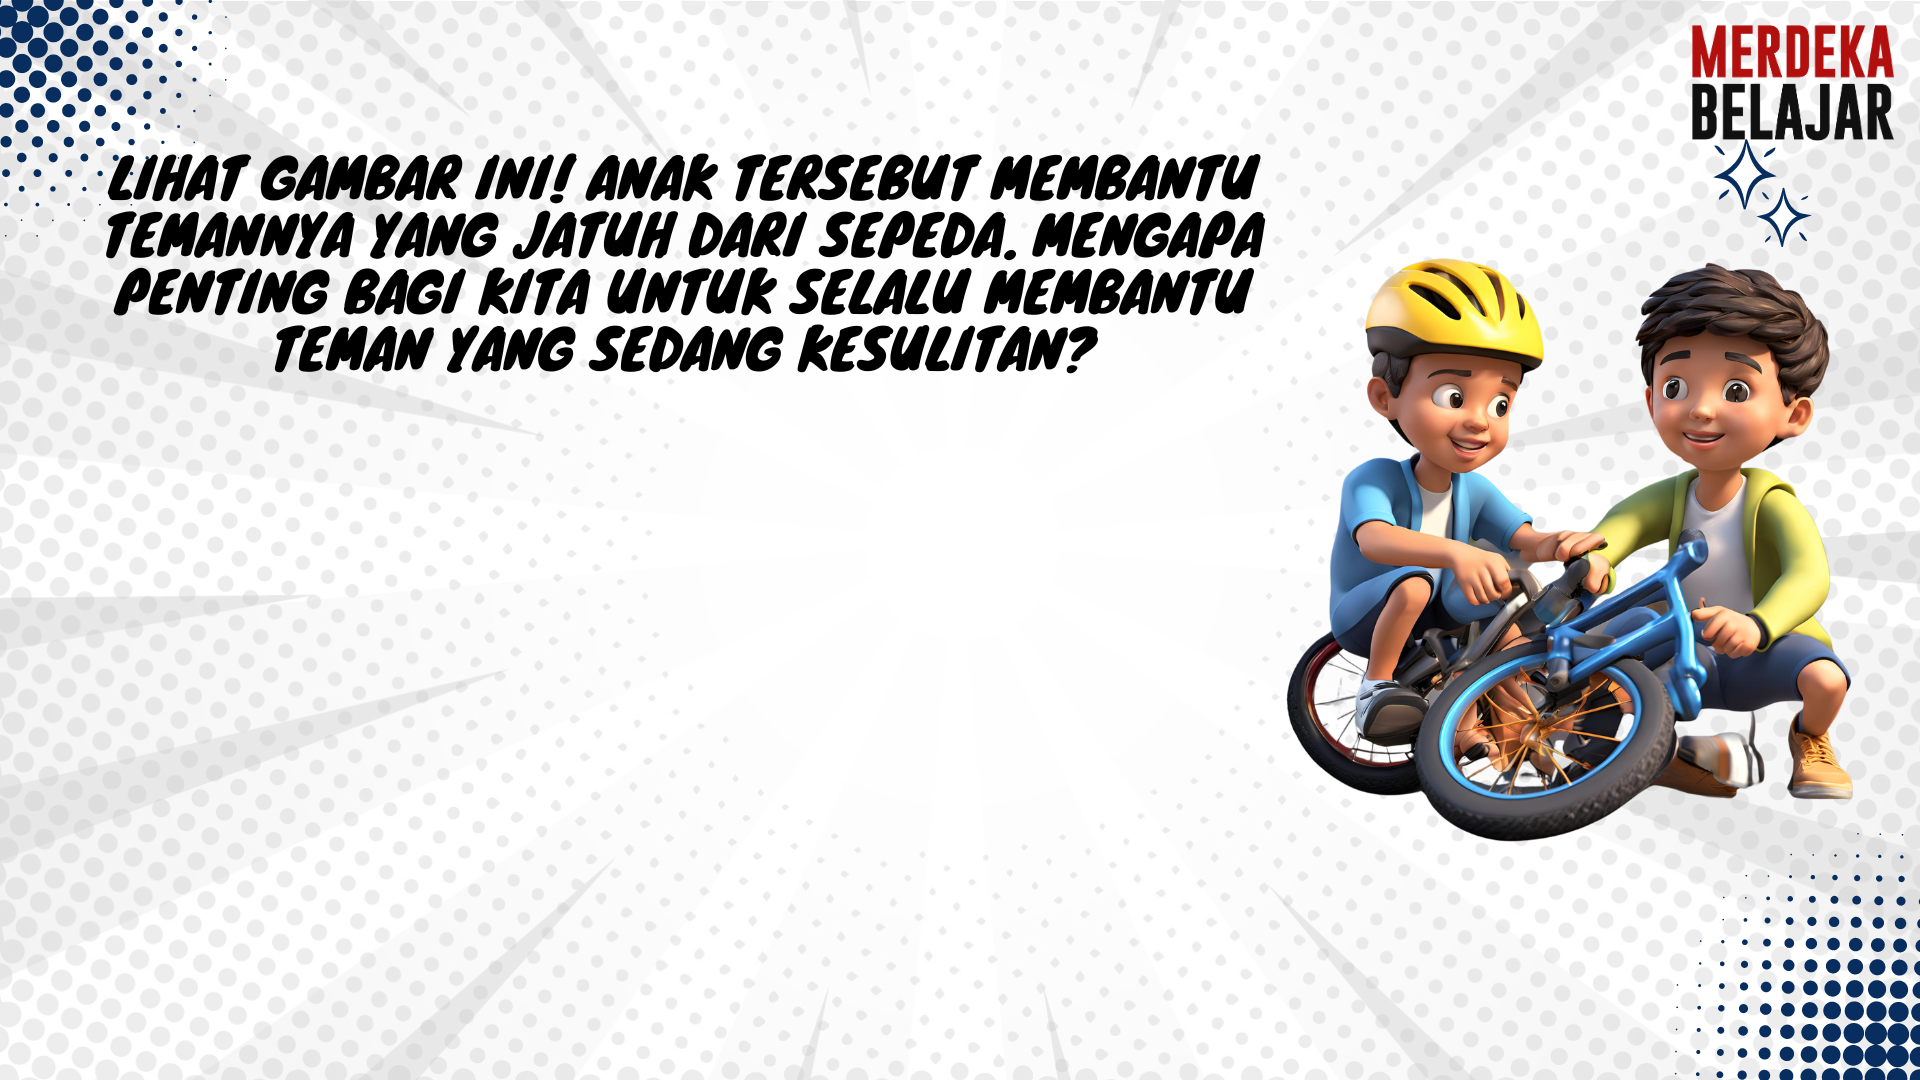 MERDEKA
BELAJAR
LIHAT GAMBAR INI! ANAK TERSEBUT MEMBANTU
TEMANNYA YANG JATUH DARI SEPEDA. MENGAPA
PENTING BAGI KITA UNTUK SELALU MEMBANTU
TEMAN YANG SEDANG KESULITAN?